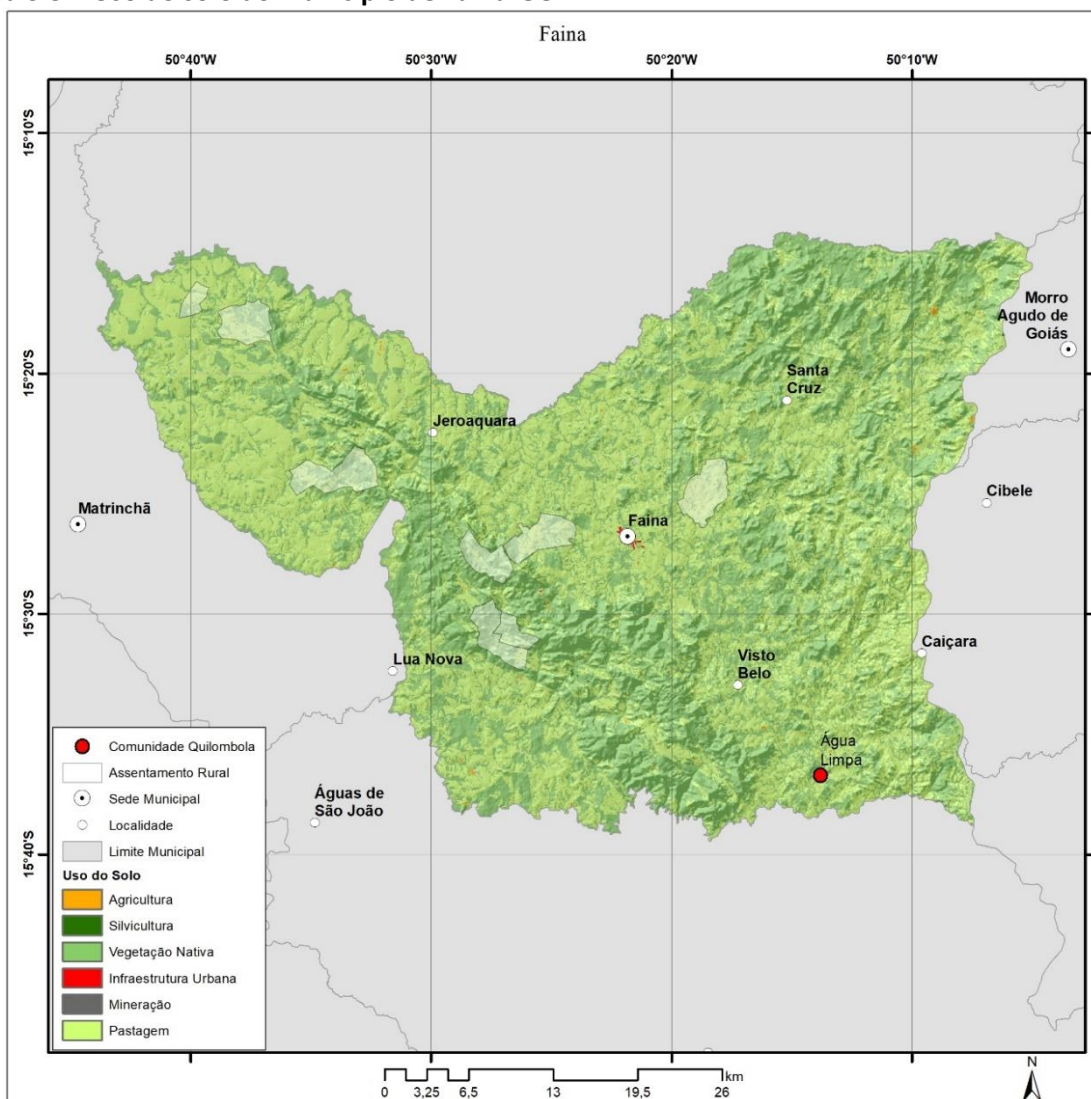 Faina
50°40'W
50°30'W
50°20'W
50°10'W
15°10'S
15°20'S
15°30'S
15°40'S
Morro
Agudo de
Goiás
Santa
Cruz
Jeroaquara
Cibele
Matrinchã
Faina
Caiçara
Lua Nova
Visto
Belo
Água
Limpa
Águas de
São João
Comunidade Quilombola
Assentamento Rural
Sede Municipal
Localidade
Limite Municipal
Uso do Solo
Agricultura
Silvicultura
Vegetação Nativa
Infraestrutura Urbana
Mineração
Pastagem
km
0 3,25 6,5 13 19,5 26
N